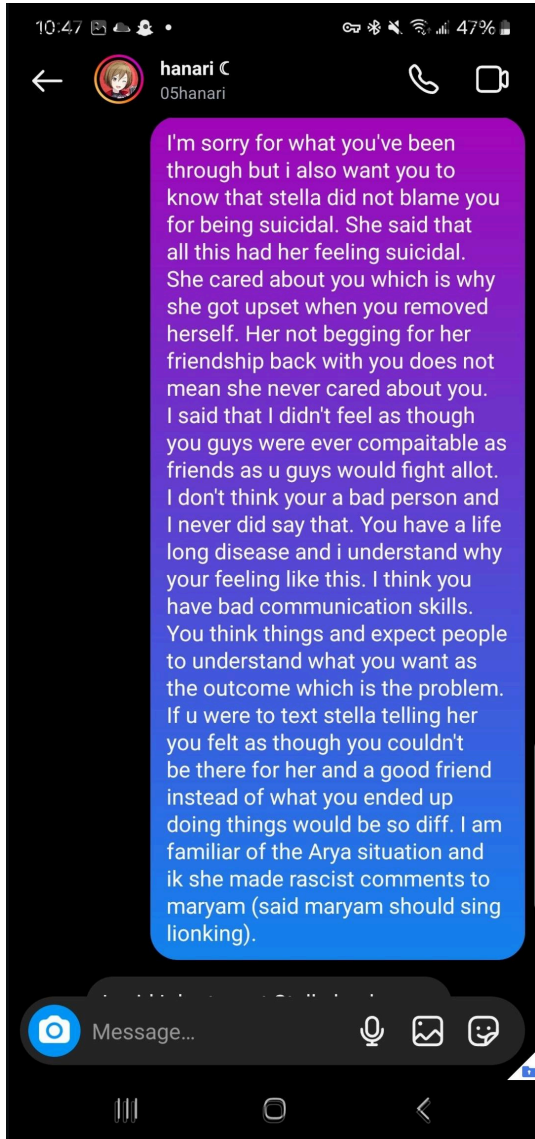 10:47
47%
hanari ☾
05hanari
I'm sorry for what you've been
through but i also want you to
know that stella did not blame you
for being suicidal. She said that
all this had her feeling suicidal.
She cared about you which is why
she got upset when you removed
herself. Her not begging for her
friendship back with you does not
mean she never cared about you.
I said that I didn't feel as though
you guys were ever compaitable as
friends as u guys would fight allot.
I don't think your a bad person and
I never did say that. You have a life
long disease and i understand why
your feeling like this. I think you
have bad communication skills.
You think things and expect people
to understand what you want as
the outcome which is the problem.
If u were to text stella telling her
you felt as though you couldn't
be there for her and a good friend
instead of what you ended up
doing things would be so diff. I am
familiar of the Arya situation and
ik she made rascist comments to
maryam (said maryam should sing
lionking).
Message...